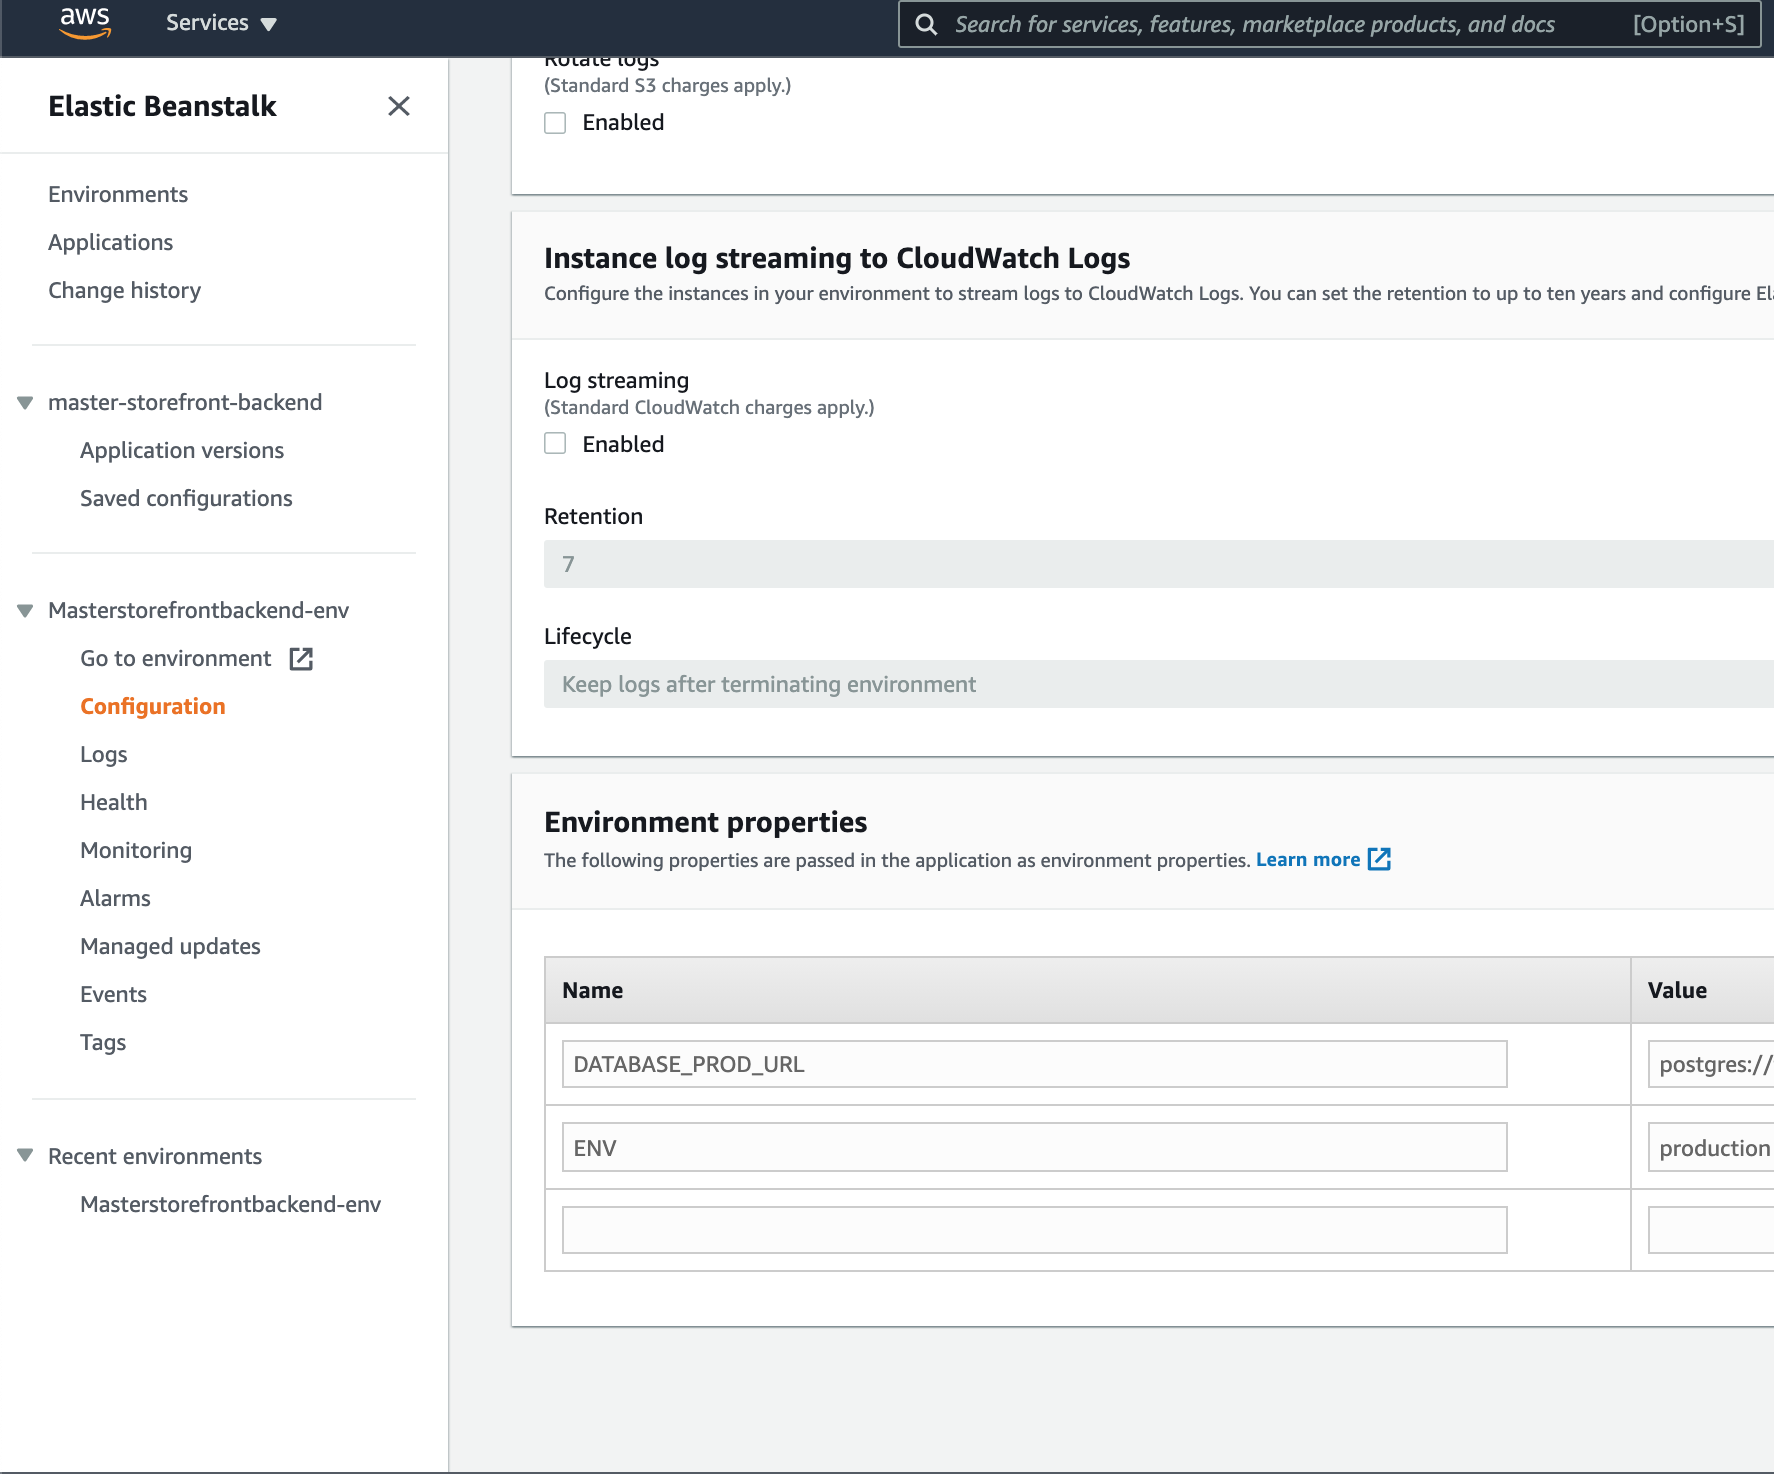 aws
Services
Search for services, features, marketplace products, and docs
[Option+S]
Elastic Beanstalk
Environments
Applications
Change history
master-storefront-backend
Application versions
Saved configurations
Masterstorefrontbackend-env
Go to environment
Configuration
Logs
Health
Monitoring
Alarms
Managed updates
Events
Tags
Recent environments
Masterstorefrontbackend-env
Rotate logs
(Standard S3 charges apply.)
Enabled
Instance log streaming to CloudWatch Logs
Configure the instances in your environment to stream logs to CloudWatch Logs. You can set the retention to up to ten years and configure
Log streaming
(Standard CloudWatch charges apply.)
Enabled
Retention
7
Lifecycle
Keep logs after terminating environment
Environment properties
The following properties are passed in the application as environment properties. Learn more
Name
Value
DATABASE_PROD_URL
postgres://
ENV
production